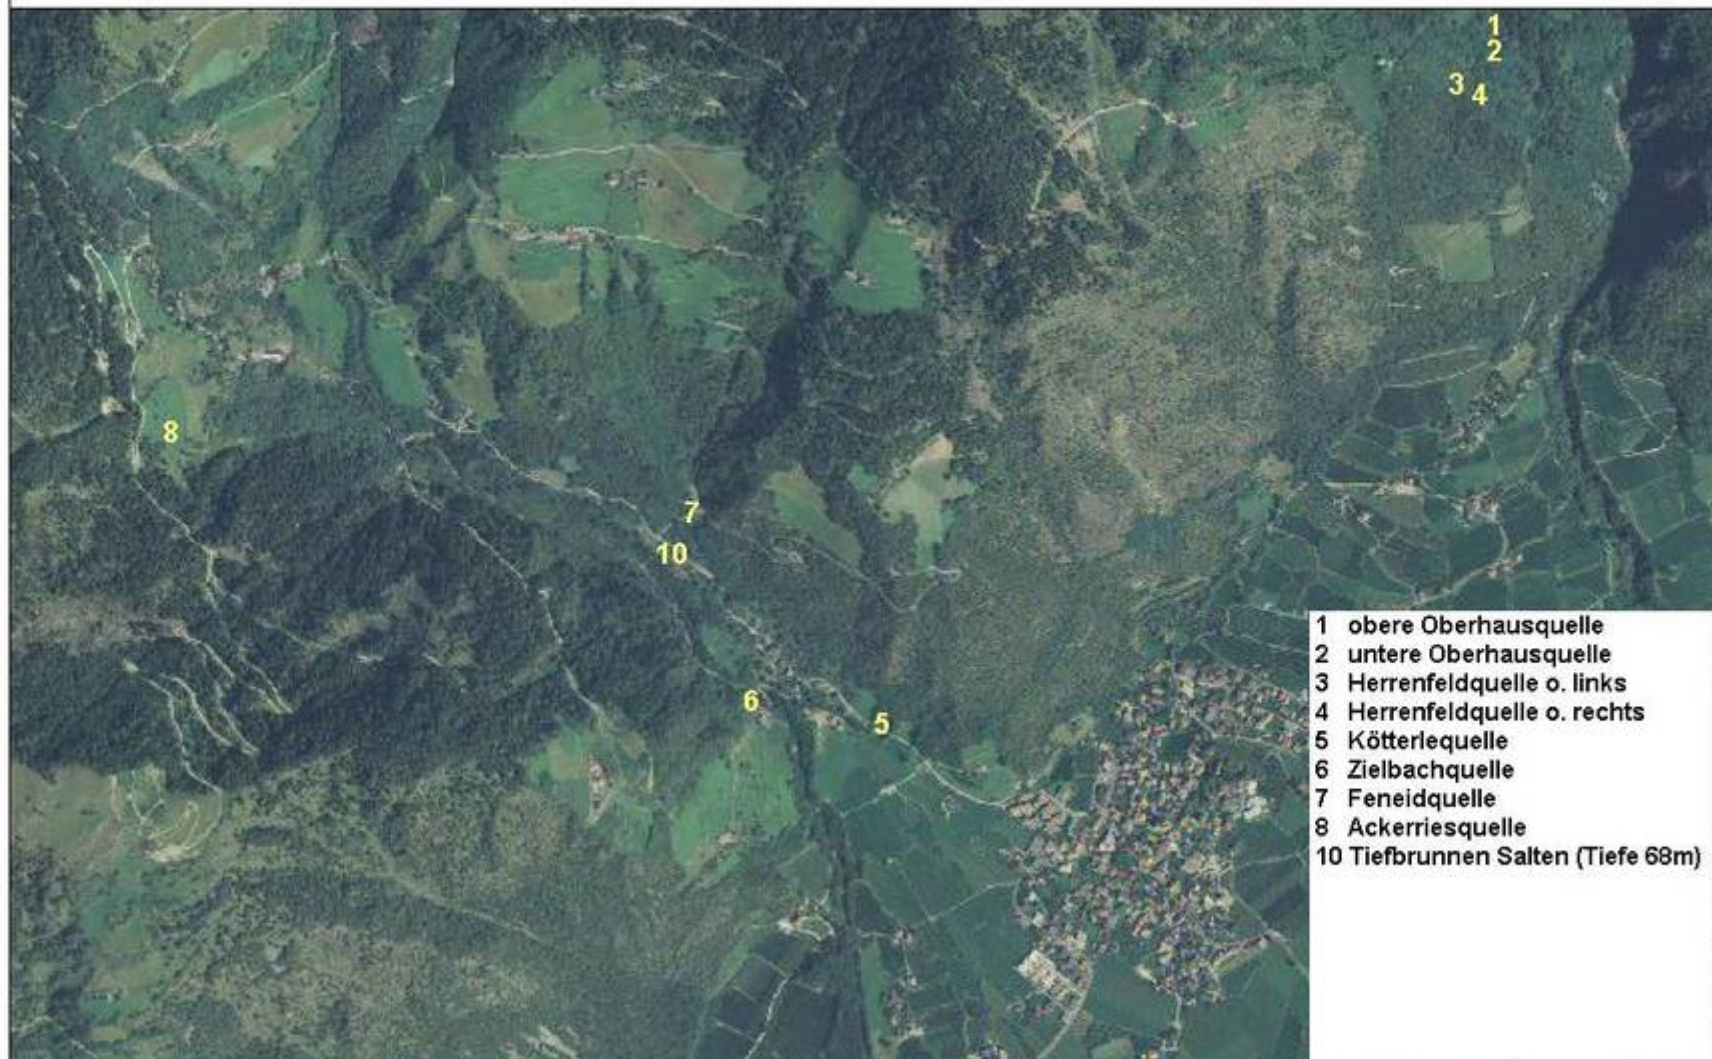 1
2
3
4
8
7
10
6
5
1 obere Oberhausquelle
2 untere Oberhausquelle
3 Herrenfeldquelle o. links
4 Herrenfeldquelle o. rechts
5 Kötterlequelle
6 Zielbachquelle
7 Feneidquelle
8 Ackerriesquelle
10 Tiefbrunnen Salten (Tiefe 68m)